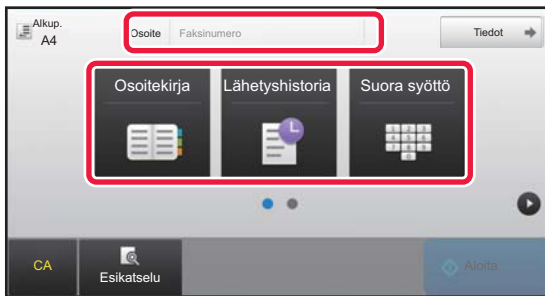 Alkup.
A4
Osoite Faksinumero
Tiedot
Osoitekirja Lähetyshistoria Suora syöttö
CA
Esikatselu
Aloita